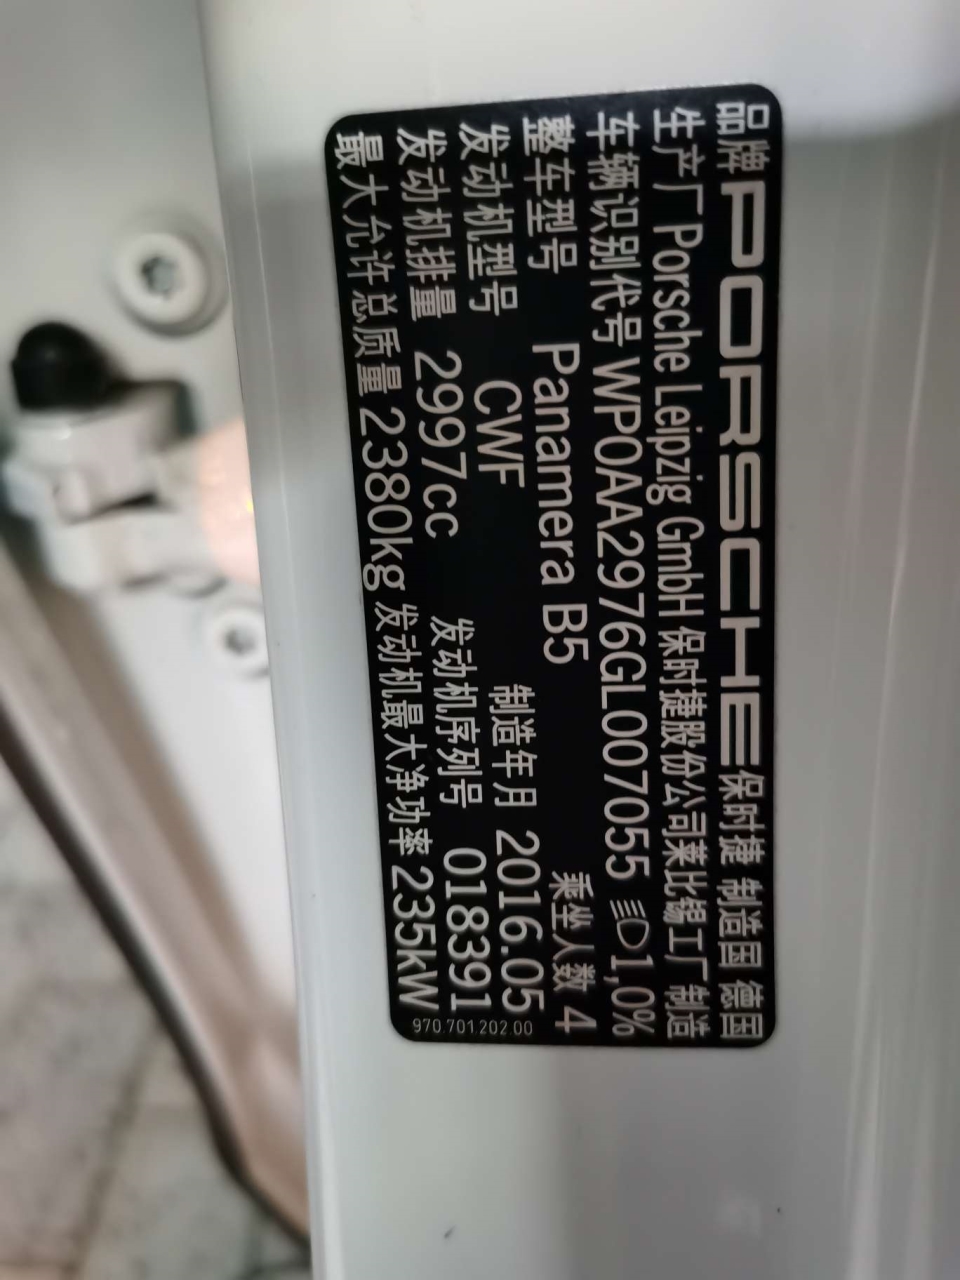 品牌 PORSCHE 保时捷 制造国 德国
生产厂 Porsche Leipzig GmbH 保时捷股份公司莱比锡工厂制造
车辆识别代号 WP0AA2976GL007055 1,0%
整车型号 Panamera B5 乘坐人数 4
发动机型号 CWF 制造年月 2016.05
发动机排量 2997cc 发动机序列号 018391
最大允许总质量 2380kg 发动机最大净功率 235kW
970.701.202.00